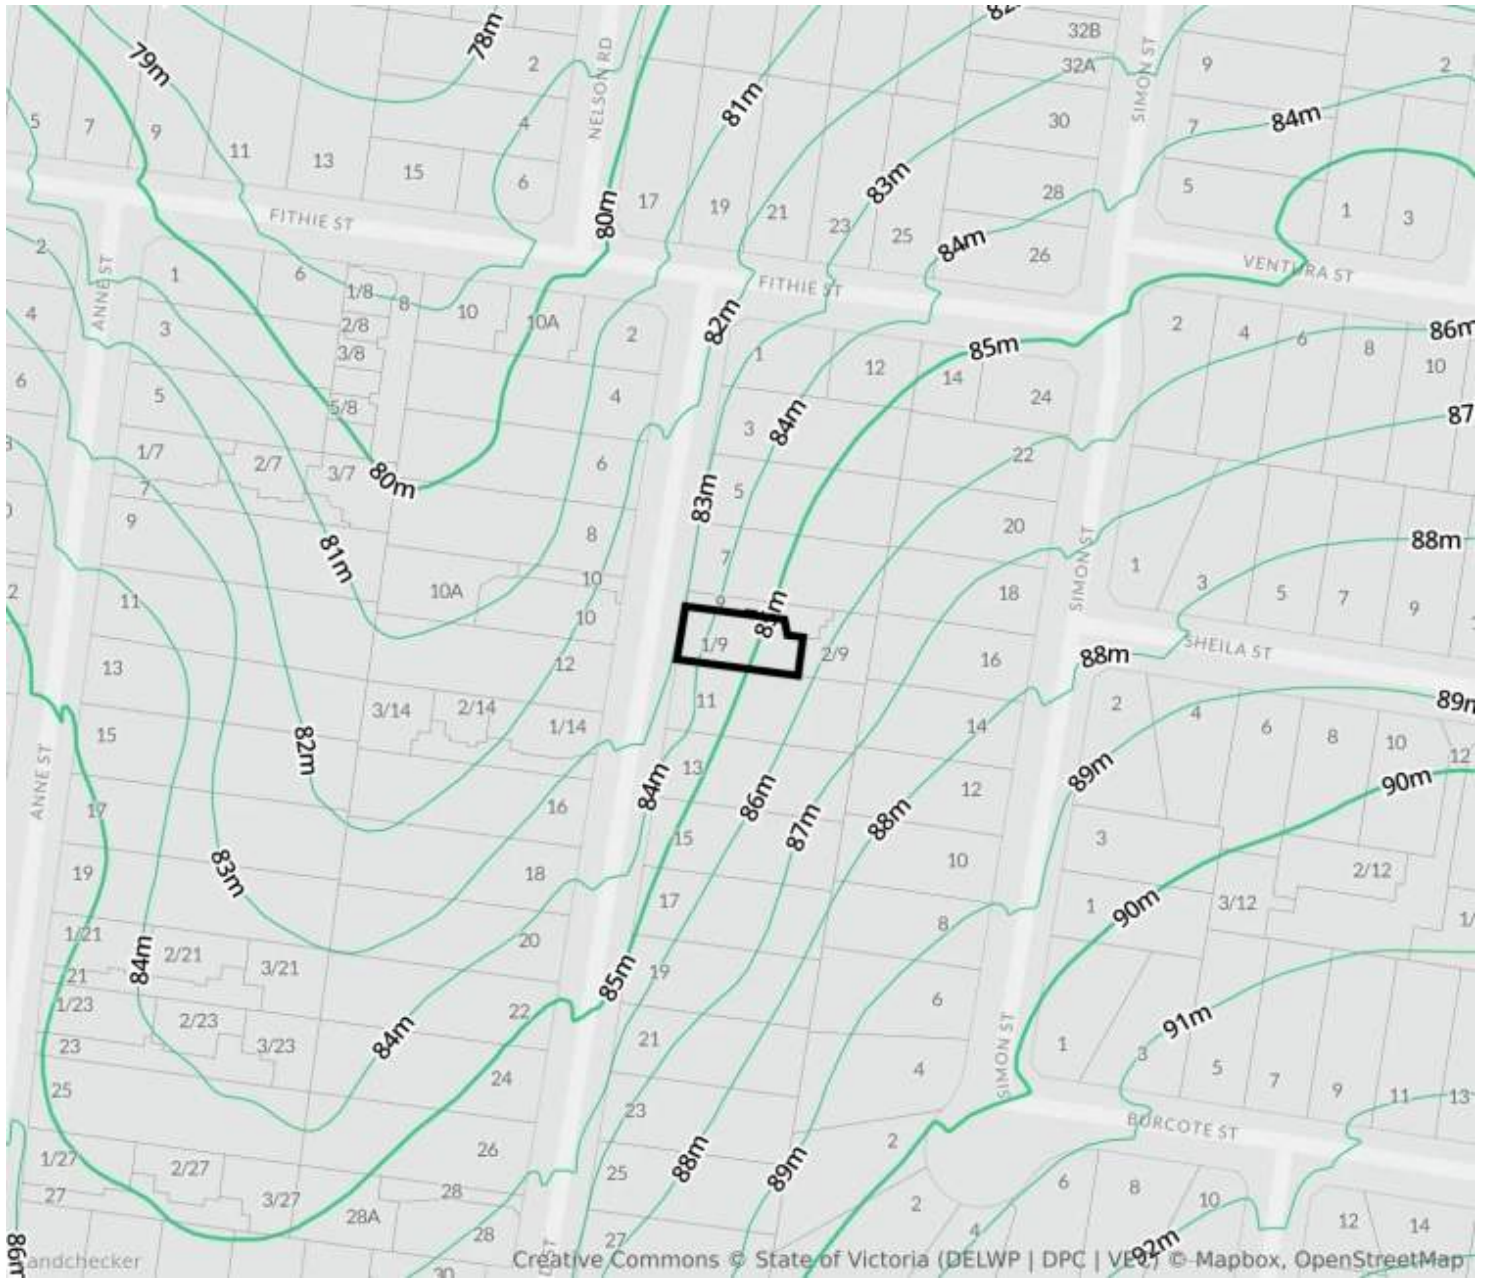 78m
82
32B
79m
2
NELSON RD
32A
SIMON ST
9
2
81m
84m
5
7
9
4
30
7
11
13
15
6
83m
28
5
17
19
21
23
25
80m
1
3
FITHIE ST
84m
26
2
ANNE ST
1
6
1/8
8
10
10A
2
FITHIE ST
VENTURA ST
4
3
2/8
82m
1
85m
2
4
6
8
10
86m
3/8
12
14
24
6
5
5/8
4
84m
87
3
1/7
2/7
3/7
80m
6
22
7
83m
5
9
81m
8
20
SIMON ST
88m
7
10
1
3
5
7
9
11
10A
10
9
85m
18
1/9
2/9
16
88m
SHEILA ST
13
12
3/14
2/14
1/14
11
14
2
4
6
8
10
12
89m
15
82m
ANNE ST
13
84m
86m
12
89m
90m
17
16
15
87m
88m
3
2/12
19
83m
18
10
17
1
90m
3/12
1/
1/21
20
8
84m
2/21
3/21
85m
19
21
6
1/23
2/23
22
91m
23
3/23
84m
21
SIMON ST
1
3
5
7
9
11
13
25
24
4
23
BURCOTE ST
26
2
1/27
2/27
88m
89m
25
27
3/27
28
6
8
10
28A
2
12
14
28
27
4
92m
86m
andchecker
Creative Commons © State of Victoria (DELWP | DPC | VEC) © Mapbox, OpenStreetMap
30